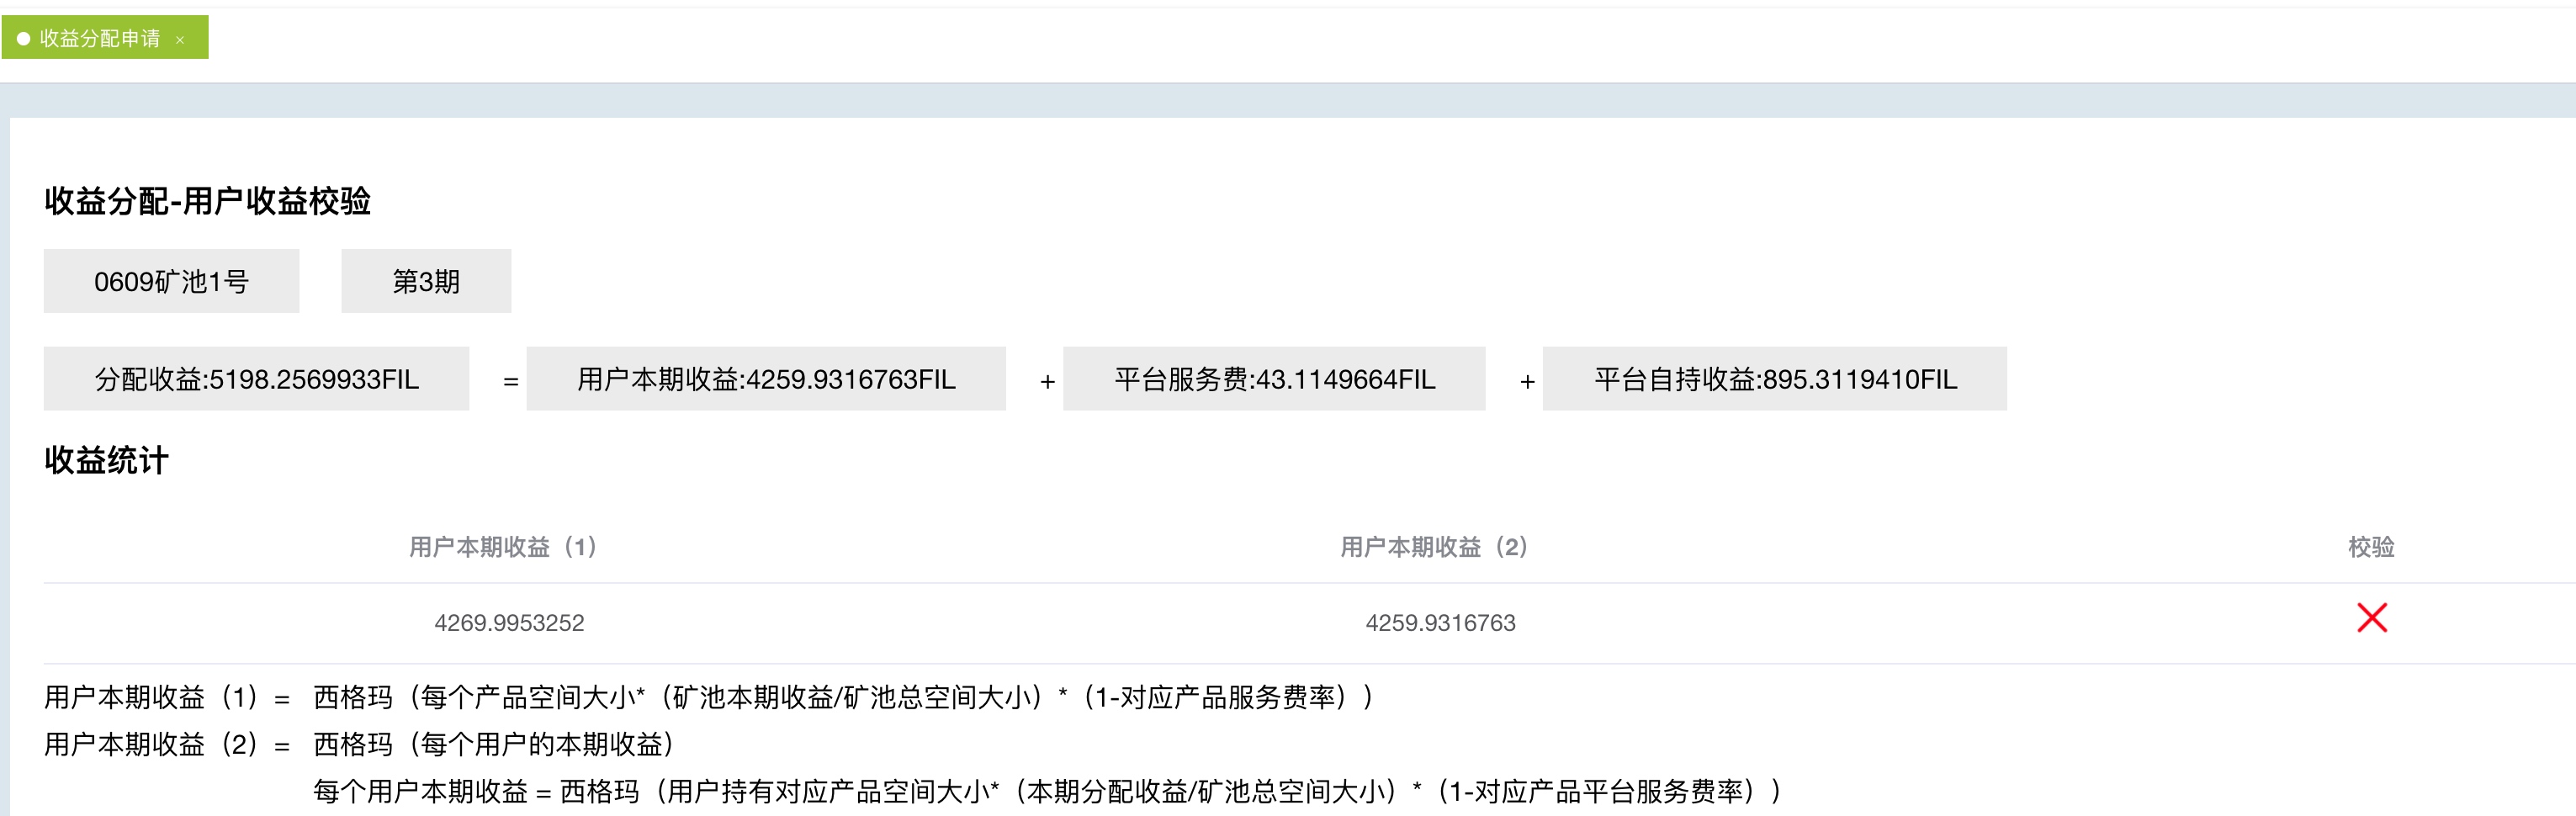 收益分配申请 ×
收益分配-用户收益校验
0609矿池1号 第3期
分配收益:5198.2569933FIL = 用户本期收益:4259.9316763FIL + 平台服务费:43.1149664FIL + 平台自持收益:895.3119410FIL
收益统计
用户本期收益（1） 用户本期收益（2） 校验
4269.9953252 4259.9316763
用户本期收益（1）= 西格玛（每个产品空间大小*（矿池本期收益/矿池总空间大小）*（1-对应产品服务费率））
用户本期收益（2）= 西格玛（每个用户的本期收益）
每个用户本期收益 = 西格玛（用户持有对应产品空间大小*（本期分配收益/矿池总空间大小）*（1-对应产品平台服务费率））